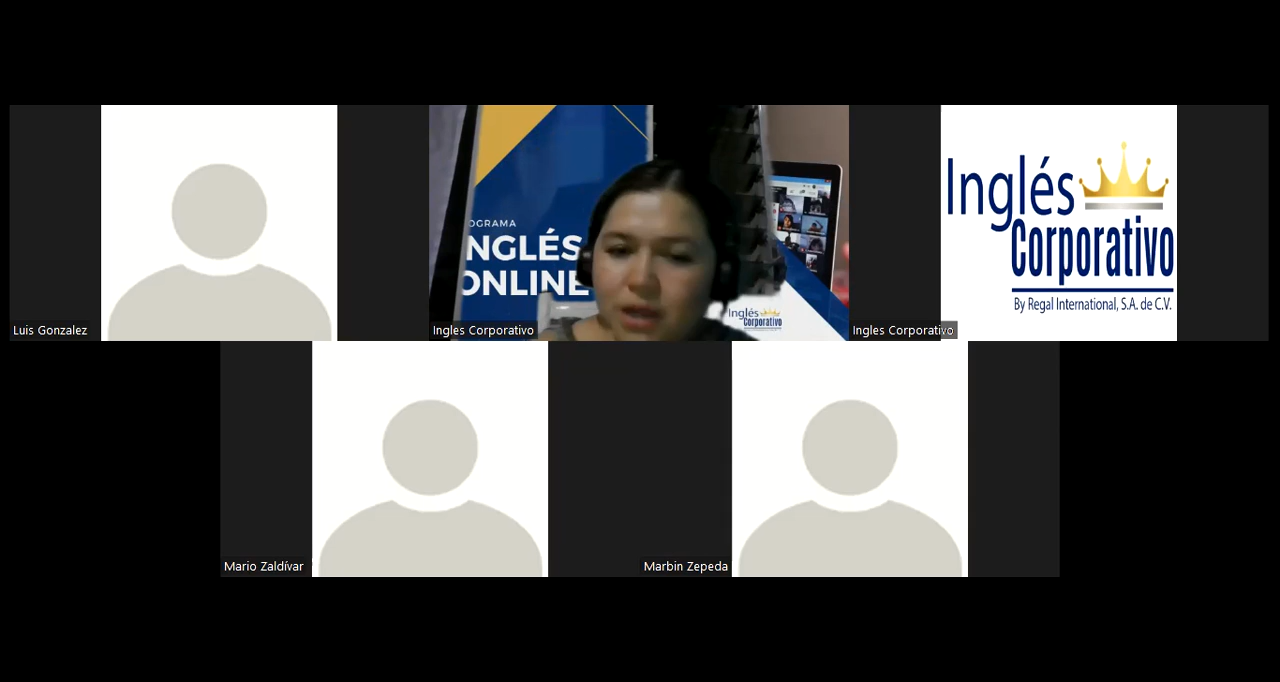 OGRAMA
INGLÉS
ONLINE
Inglés
Corporativo
Luis Gonzalez
Ingles Corporativo
Inglés
Corporativo
By Regal International, S.A. de C.V.
Ingles Corporativo
Mario Zaldívar
Marbin Zepeda